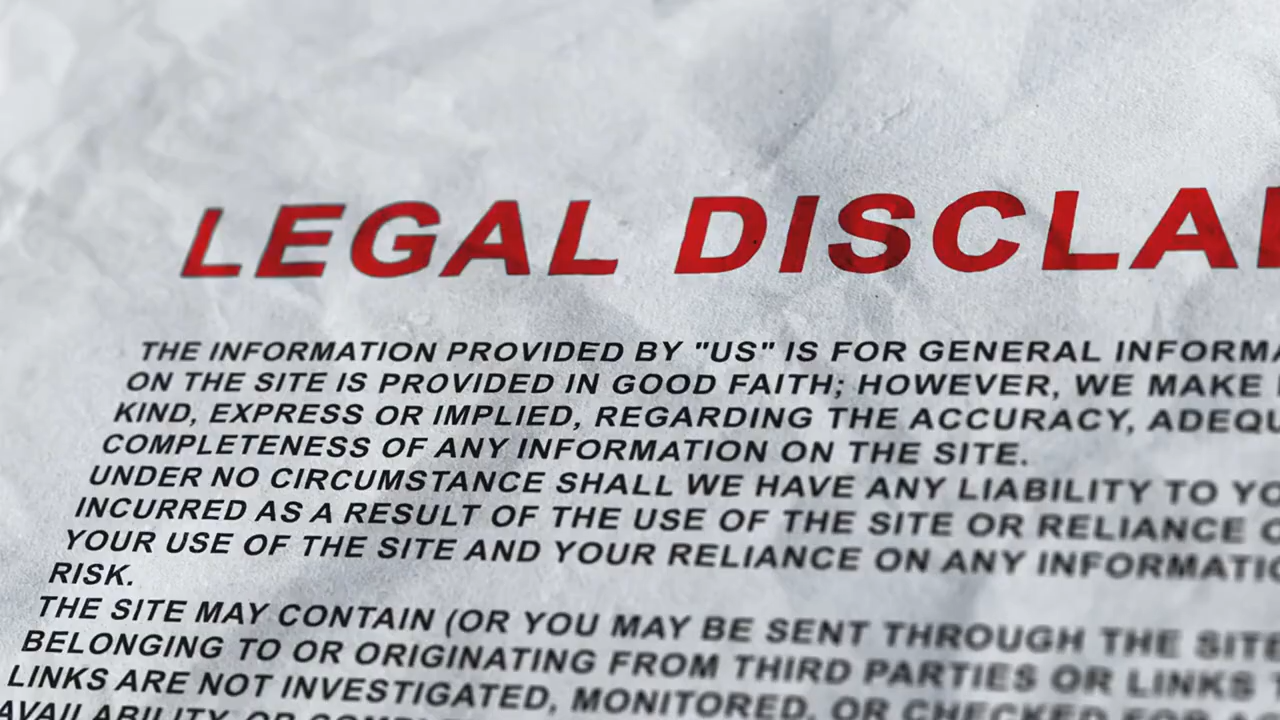 LEGAL DISCLAI
THE INFORMATION PROVIDED BY "US" IS FOR GENERAL INFORMA
ON THE SITE IS PROVIDED IN GOOD FAITH; HOWEVER, WE MAKE
KIND, EXPRESS OR IMPLIED, REGARDING THE ACCURACY, ADEQU
COMPLETENESS OF ANY INFORMATION ON THE SITE.
UNDER NO CIRCUMSTANCE SHALL WE HAVE ANY LIABILITY TO YO
INCURRED AS A RESULT OF THE USE OF THE SITE OR RELIANCE O
YOUR USE OF THE SITE AND YOUR RELIANCE ON ANY INFORMATIO
RISK.
THE SITE MAY CONTAIN (OR YOU MAY BE SENT THROUGH THE SITE
BELONGING TO OR ORIGINATING FROM THIRD PARTIES OR LINKS
LINKS ARE NOT INVESTIGATED, MONITORED, OR CHECKED FOR
AVAILABILITY, OR